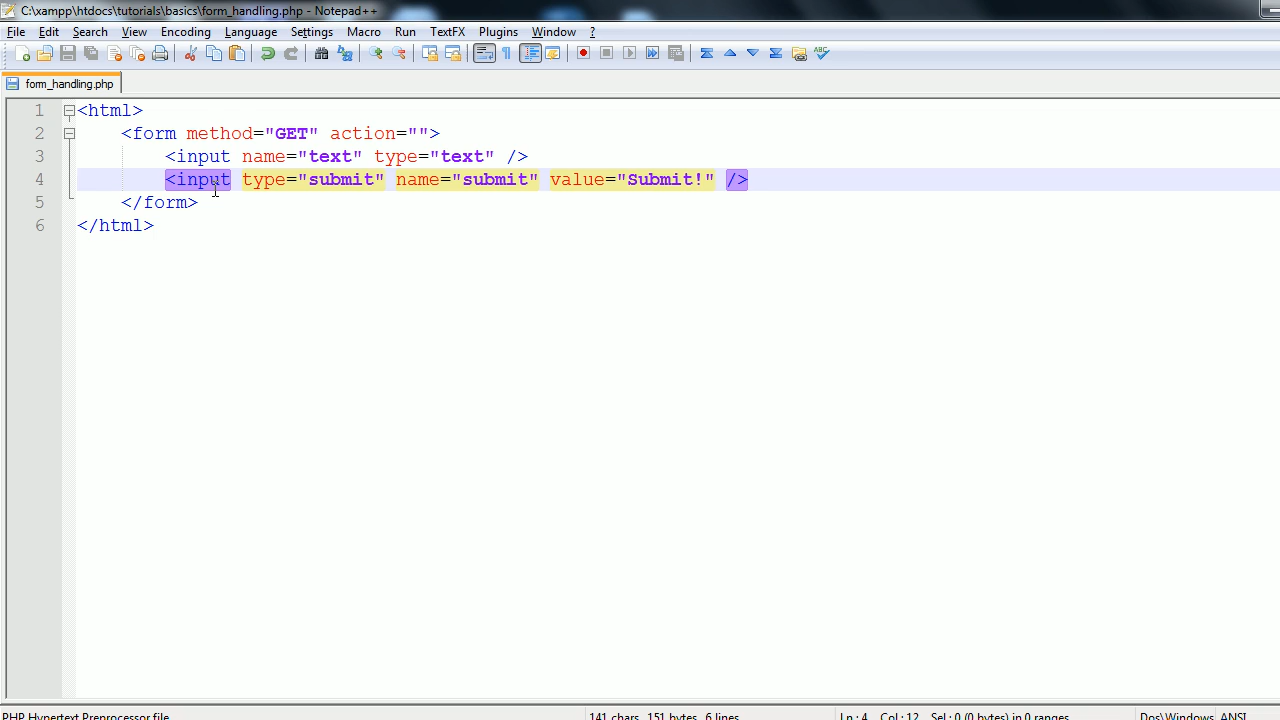 C:\xampp\htdocs\tutorials\basics\form_handling.php - Notepad++
File Edit Search View Encoding Language Settings Macro Run TextFX Plugins Window ?
form_handling.php
1 <html>
2 <form method="GET" action="">
3 <input name="text" type="text" />
4 <input type="submit" name="submit" value="Submit!" />
5 </form>
6 </html>
PHP Hypertext Preprocessor file 141 chars 151 bytes 6 lines Ln : 4 Col : 12 Sel : 0 (0 bytes) in 0 ranges Dos\Windows ANSI